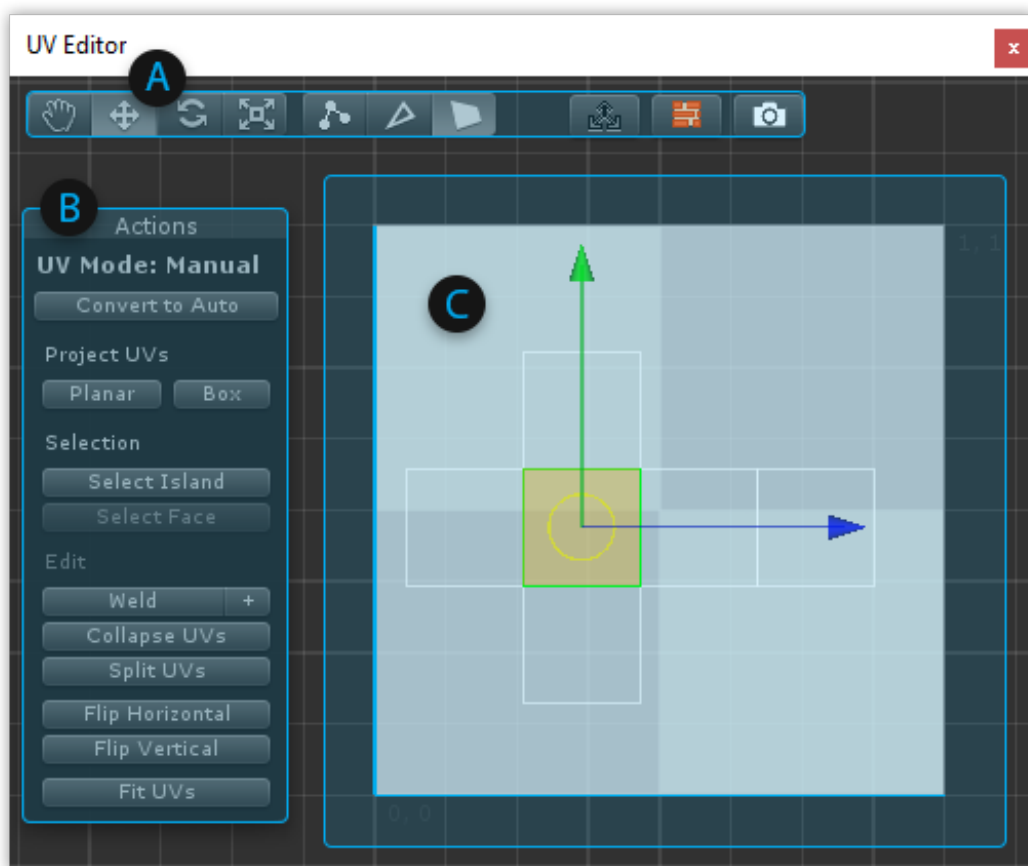 UV Editor
x
A
B
Actions
UV Mode: Manual
Convert to Auto
Project UVs
Planar Box
Selection
Select Island
Select Face
Edit
Weld +
Collapse UVs
Split UVs
Flip Horizontal
Flip Vertical
Fit UVs
C
1, 1
0, 0